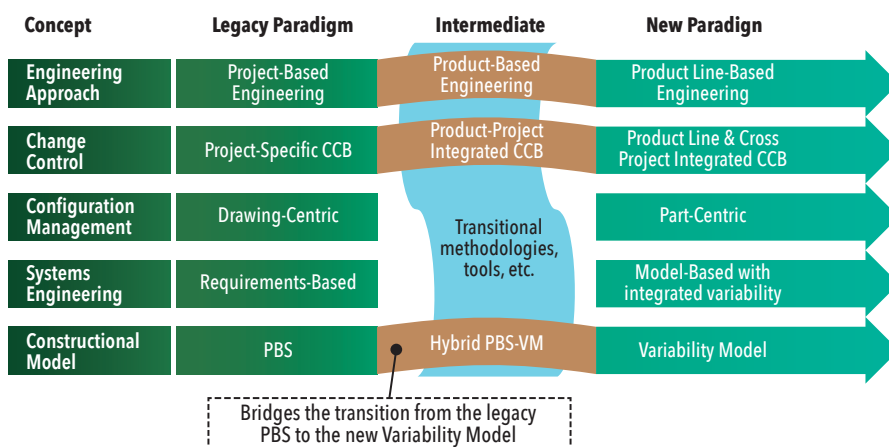 Concept
Legacy Paradigm
Intermediate
New Paradigm
Engineering
Approach
Project-Based
Engineering
Product-Based
Engineering
Product Line-Based
Engineering
Change
Control
Project-Specific CCB
Product-Project
Integrated CCB
Product Line & Cross
Project Integrated CCB
Configuration
Management
Drawing-Centric
Transitional
methodologies,
tools, etc.
Part-Centric
Systems
Engineering
Requirements-Based
Model-Based with
integrated variability
Constructional
Model
PBS
Hybrid PBS-VM
Variability Model
Bridges the transition from the legacy
PBS to the new Variability Model